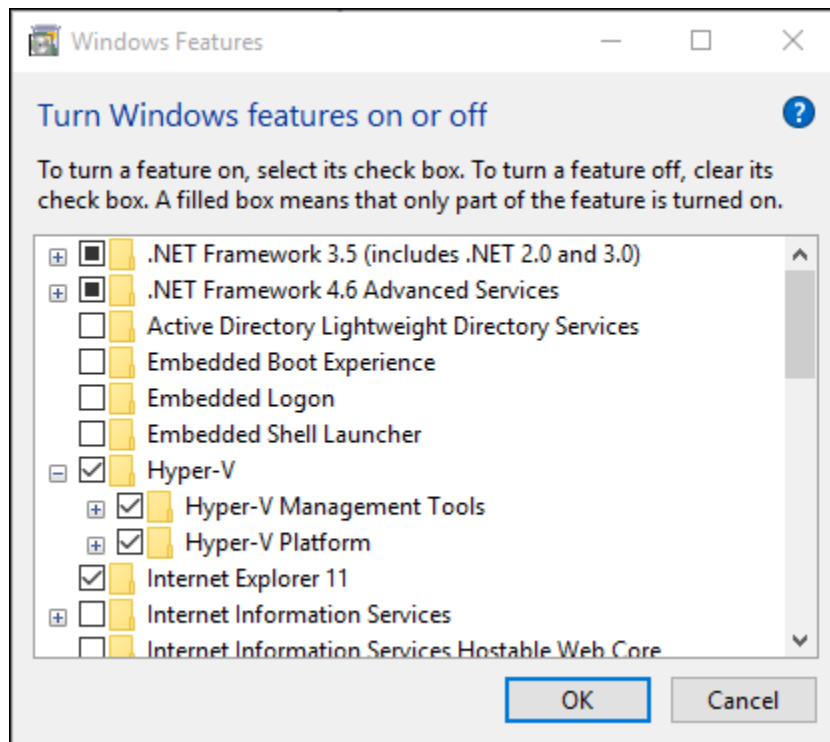 Windows Features
Turn Windows features on or off
?
To turn a feature on, select its check box. To turn a feature off, clear its
check box. A filled box means that only part of the feature is turned on.
.NET Framework 3.5 (includes .NET 2.0 and 3.0)
.NET Framework 4.6 Advanced Services
Active Directory Lightweight Directory Services
Embedded Boot Experience
Embedded Logon
Embedded Shell Launcher
Hyper-V
Hyper-V Management Tools
Hyper-V Platform
Internet Explorer 11
Internet Information Services
Internet Information Services Hostable Web Core
OK
Cancel